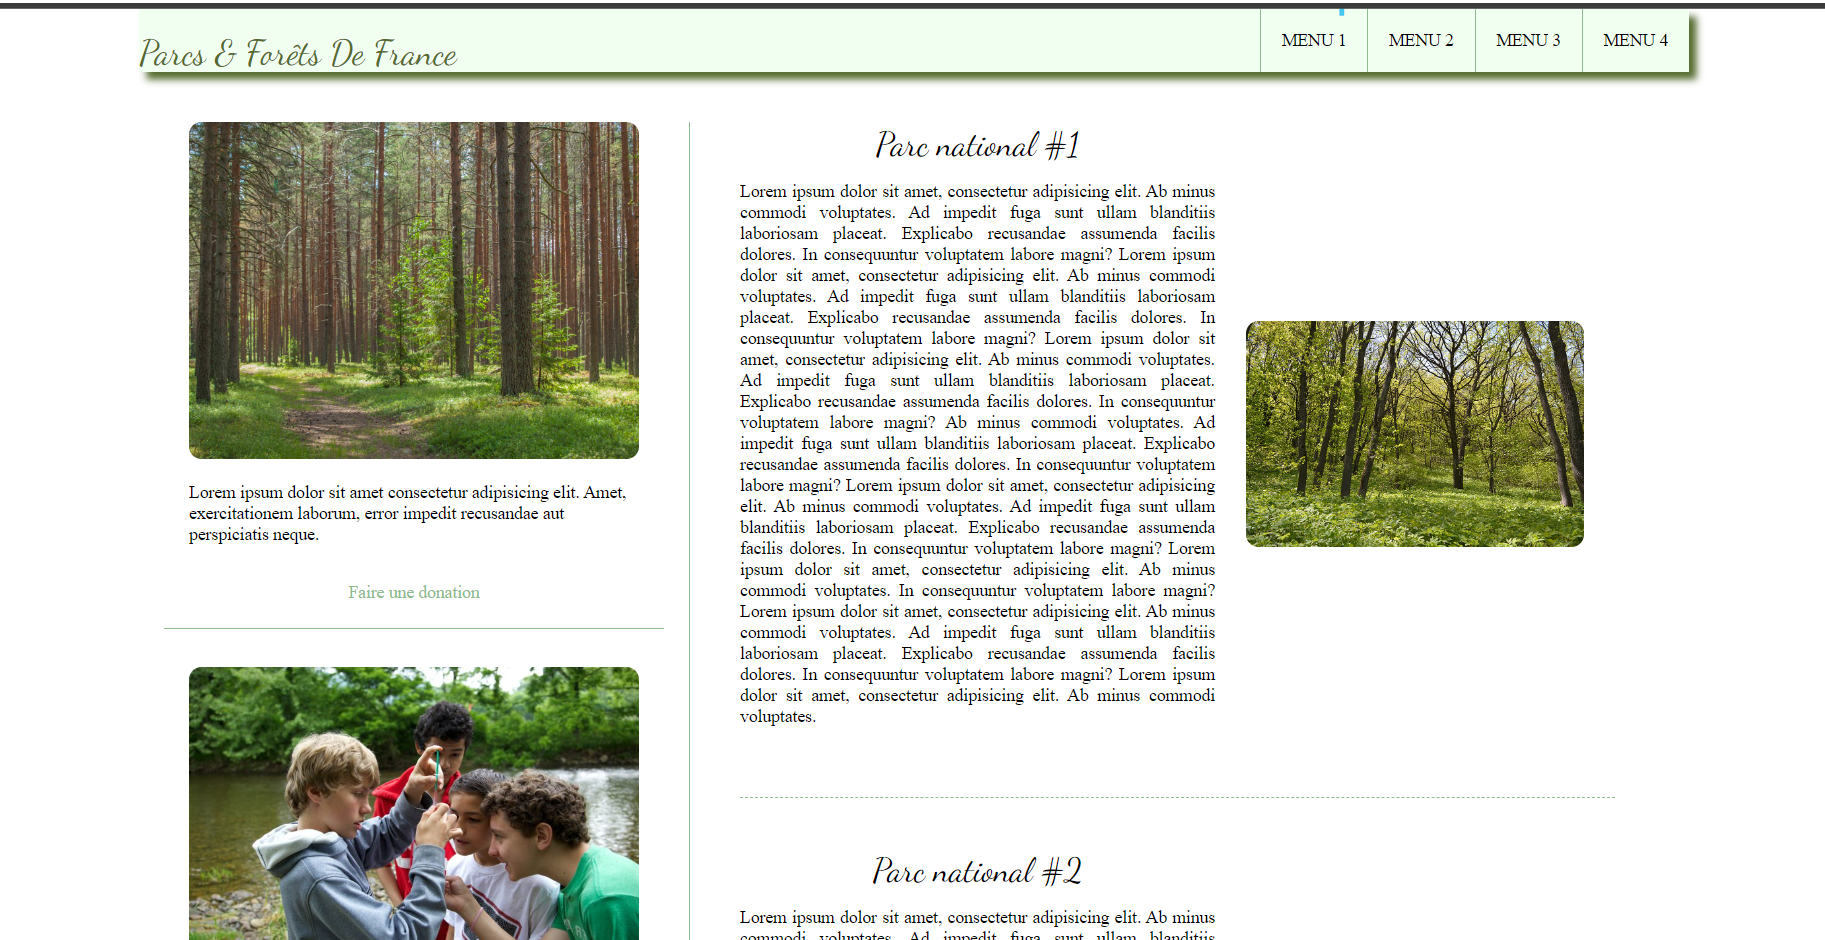 Parcs & Forêts De France
MENU 1
MENU 2
MENU 3
MENU 4
Lorem ipsum dolor sit amet consectetur adipisicing elit. Amet,
exercitationem laborum, error impedit recusandae aut
perspiciatis neque.
Faire une donation
Parc national #1
Lorem ipsum dolor sit amet, consectetur adipisicing elit. Ab minus
commodi voluptates. Ad impedit fuga sunt ullam blanditiis
laboriosam placeat. Explicabo recusandae assumenda facilis
dolores. In consequuntur voluptatem labore magni? Lorem ipsum
dolor sit amet, consectetur adipisicing elit. Ab minus commodi
voluptates. Ad impedit fuga sunt ullam blanditiis laboriosam
placeat. Explicabo recusandae assumenda facilis dolores. In
consequuntur voluptatem labore magni? Lorem ipsum dolor sit
amet, consectetur adipisicing elit. Ab minus commodi voluptates.
Ad impedit fuga sunt ullam blanditiis laboriosam placeat.
Explicabo recusandae assumenda facilis dolores. In consequuntur
voluptatem labore magni? Ab minus commodi voluptates. Ad
impedit fuga sunt ullam blanditiis laboriosam placeat. Explicabo
recusandae assumenda facilis dolores. In consequuntur voluptatem
labore magni? Lorem ipsum dolor sit amet, consectetur adipisicing
elit. Ab minus commodi voluptates. Ad impedit fuga sunt ullam
blanditiis laboriosam placeat. Explicabo recusandae assumenda
facilis dolores. In consequuntur voluptatem labore magni? Lorem
ipsum dolor sit amet, consectetur adipisicing elit. Ab minus
commodi voluptates. In consequuntur voluptatem labore magni?
Lorem ipsum dolor sit amet, consectetur adipisicing elit. Ab minus
commodi voluptates. Ad impedit fuga sunt ullam blanditiis
laboriosam placeat. Explicabo recusandae assumenda facilis
dolores. In consequuntur voluptatem labore magni? Lorem ipsum
dolor sit amet, consectetur adipisicing elit. Ab minus commodi
voluptates.
Parc national #2
Lorem ipsum dolor sit amet, consectetur adipisicing elit. Ab minus
commodi voluptates. Ad impedit fuga sunt ullam blanditiis